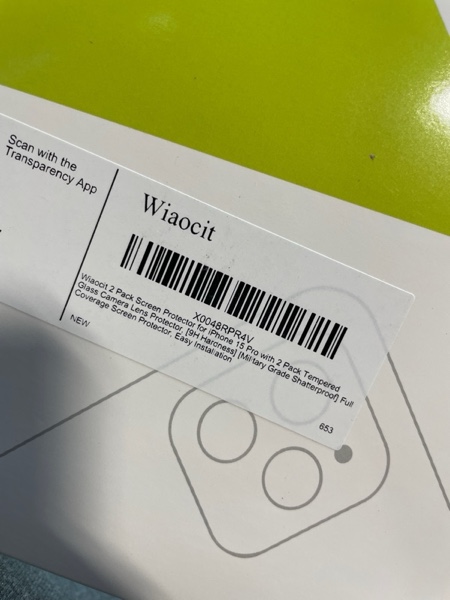 Scan with the
Transparency App
Wiaocit
X0048RPR4V
Wiaocit 2 Pack Screen Protector for iPhone 15 Pro with 2 Pack Tempered
Glass Camera Lens Protector, [9H Hardness] [Military Grade Shatterproof] Full
Coverage Screen Protector, Easy Installation
NEW
653